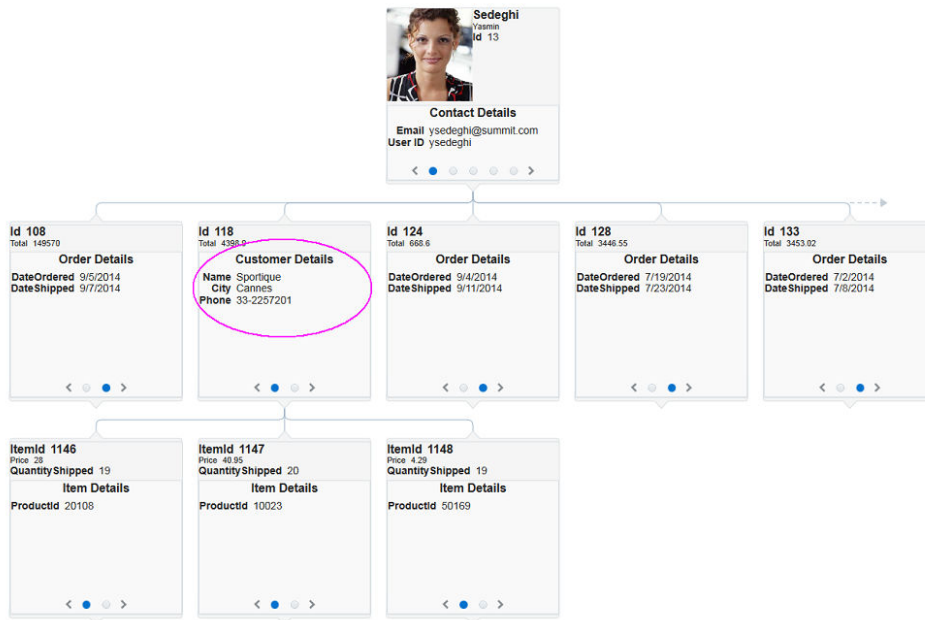 Sedeghi
Yasmin
Id 13
Contact Details
Email ysedeghi@summit.com
User ID ysedeghi
Id 108
Total 149570
Order Details
DateOrdered 9/5/2014
DateShipped 9/7/2014
Id 118
Total 4398.9
Customer Details
Name Sportique
City Cannes
Phone 33-2257201
Id 124
Total 668.6
Order Details
DateOrdered 9/4/2014
DateShipped 9/11/2014
Id 128
Total 3446.55
Order Details
DateOrdered 7/19/2014
DateShipped 7/23/2014
Id 133
Total 3453.02
Order Details
DateOrdered 7/2/2014
DateShipped 7/8/2014
ItemId 1146
Price 28
QuantityShipped 19
Item Details
ProductId 20108
ItemId 1147
Price 40.95
QuantityShipped 20
Item Details
ProductId 10023
ItemId 1148
Price 4.29
QuantityShipped 19
Item Details
ProductId 50169